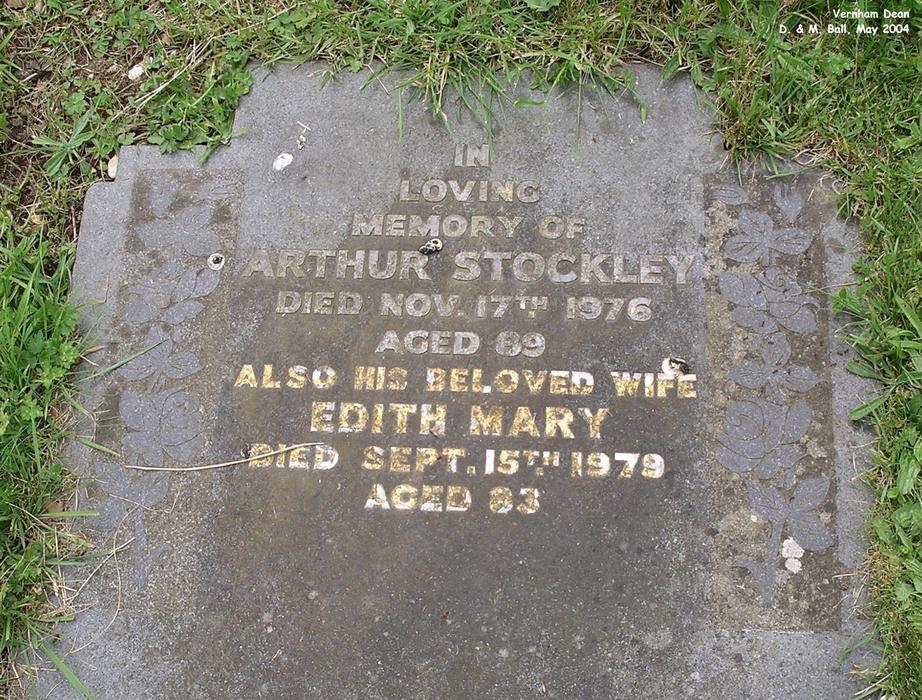 Vernham Dean
D. & M. Ball, May 2004
IN
LOVING
MEMORY OF
ARTHUR STOCKLEY
DIED NOV. 17TH 1976
AGED 89
ALSO HIS BELOVED WIFE
EDITH MARY
DIED SEPT. 15TH 1979
AGED 83